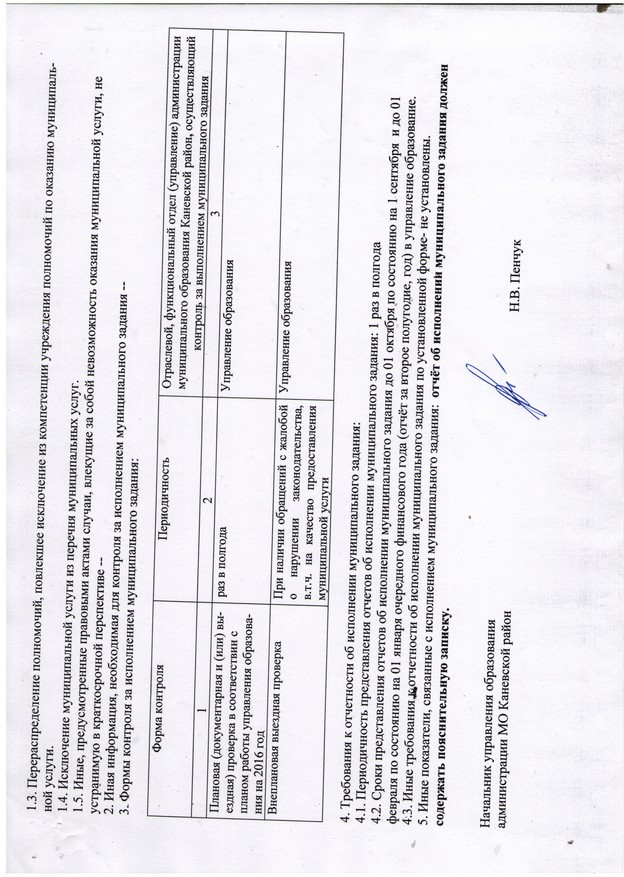 1.3. Перераспределение полномочий, повлекшее исключение из компетенции учреждения полномочий по оказанию муниципаль-
ной услуги.
1.4. Исключение муниципальной услуги из перечня муниципальных услуг.
1.5. Иные, предусмотренные правовыми актами случаи, влекущие за собой невозможность оказания муниципальной услуги, не
устранимую в краткосрочной перспективе --
2. Иная информация, необходимая для контроля за исполнением муниципального задания --
3. Формы контроля за исполнением муниципального задания:
Форма контроля
Периодичность
Отраслевой, функциональный отдел (управление) администрации
муниципального образования Каневской район, осуществляющий
контроль за выполнением муниципального задания
1
2
3
Плановая (документарная и (или) вы-
ездная) проверка в соответствии с
планом работы управления образова-
ния на 2016 год
раз в полгода
Управление образования
Внеплановая выездная проверка
При наличии обращений с жалобой
о нарушении законодательства,
в.т.ч. на качество предоставления
муниципальной услуги
Управление образования
4. Требования к отчетности об исполнении муниципального задания:
4.1. Периодичность представления отчетов об исполнении муниципального задания: 1 раз в полгода
4.2. Сроки представления отчетов об исполнении муниципального задания до 01 октября по состоянию на 1 сентября и до 01
февраля по состоянию на 01 января очередного финансового года (отчёт за второе полугодие, год) в управление образование.
4.3. Иные требования к отчетности об исполнении муниципального задания по установленной форме- не установлены.
5. Иные показатели, связанные с исполнением муниципального задания: отчёт об исполнении муниципального задания должен
содержать пояснительную записку.
Начальник управления образования
администрации МО Каневской район
Н.В. Пенчук